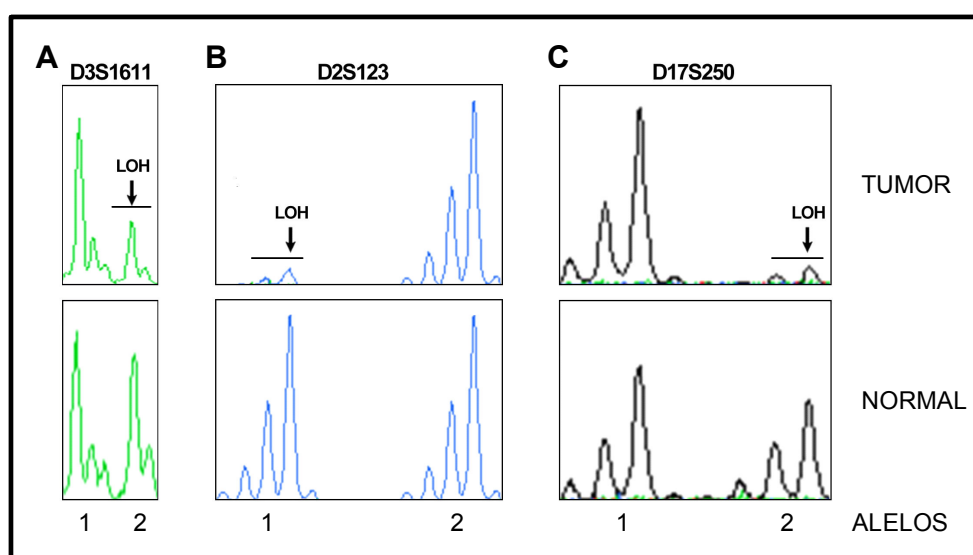 A B C
D3S1611 D2S123 D17S250
LOH
TUMOR
LOH LOH
NORMAL
1 2 1 2 1 2 ALELOS